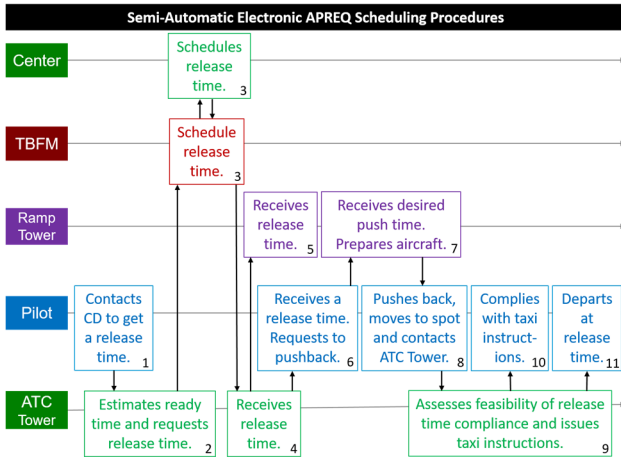 Semi-Automatic Electronic APREQ Scheduling Procedures
Center
Schedules
release
time.
3
TBFM
Schedule
release
time.
3
Ramp
Tower
Receives
release
time.
5
Receives desired
push time.
Prepares aircraft.
7
Pilot
Contacts
CD to get
a release
time.
1
Receives a
release time.
Requests to
pushback.
6
Pushes back,
moves to spot
and contacts
ATC Tower.
8
Complies
with taxi
instruct-
ions.
10
Departs
at
release
time.
11
ATC
Tower
Estimates ready
time and requests
release time.
2
Receives
release
time.
4
Assesses feasibility of release
time compliance and issues
taxi instructions.
9